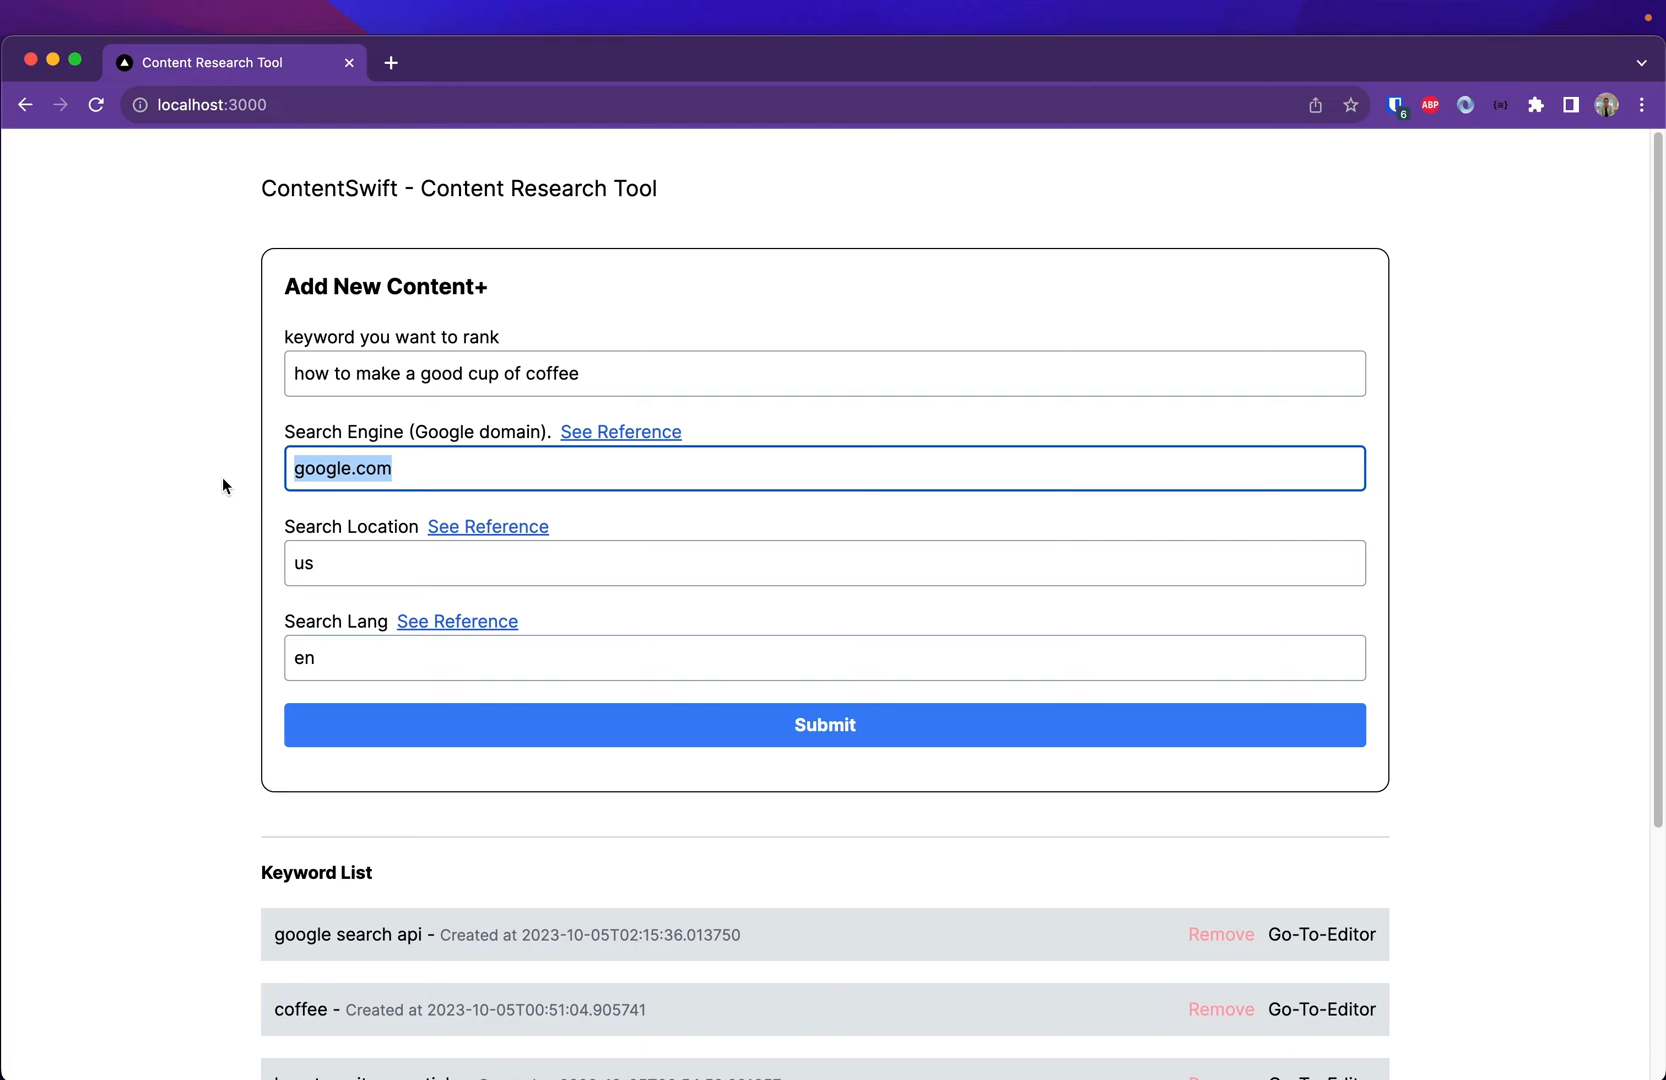 Content Research Tool
localhost:3000
6
ABP
ContentSwift - Content Research Tool
Add New Content+
keyword you want to rank
how to make a good cup of coffee
Search Engine (Google domain). See Reference
google.com
Search Location See Reference
us
Search Lang See Reference
en
Submit
Keyword List
google search api - Created at 2023-10-05T02:15:36.013750 Remove Go-To-Editor
coffee - Created at 2023-10-05T00:51:04.905741 Remove Go-To-Editor